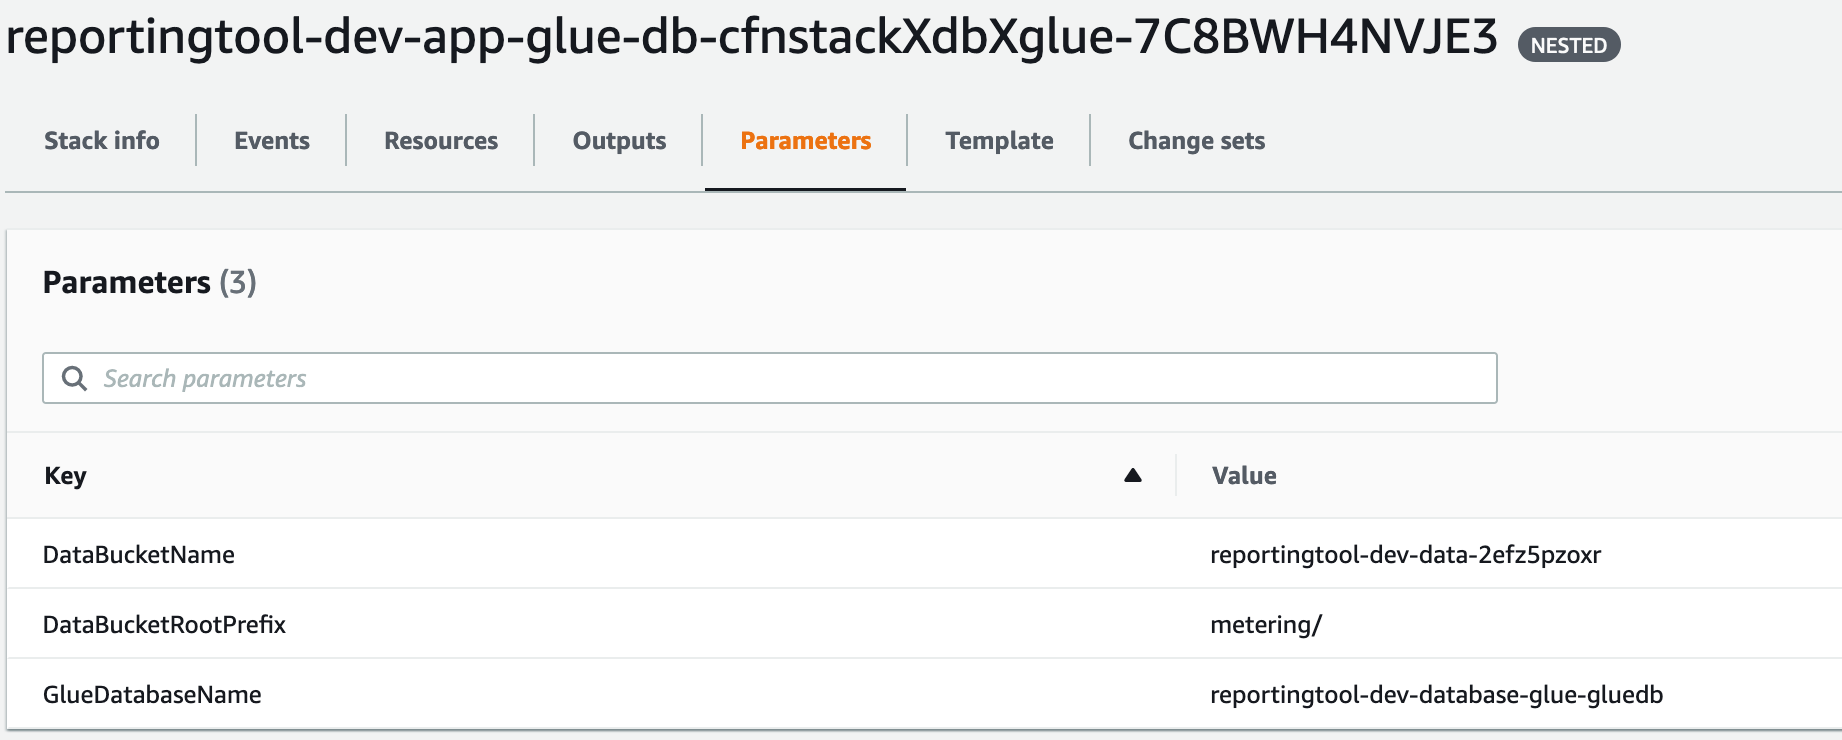 reportingtool-dev-app-glue-db-cfnstackXdbXglue-7C8BWH4NVJE3 NESTED
Stack info Events Resources Outputs Parameters Template Change sets
Parameters (3)
Search parameters
Key Value
DataBucketName reportingtool-dev-data-2efz5pzoxr
DataBucketRootPrefix metering/
GlueDatabaseName reportingtool-dev-database-glue-gluedb